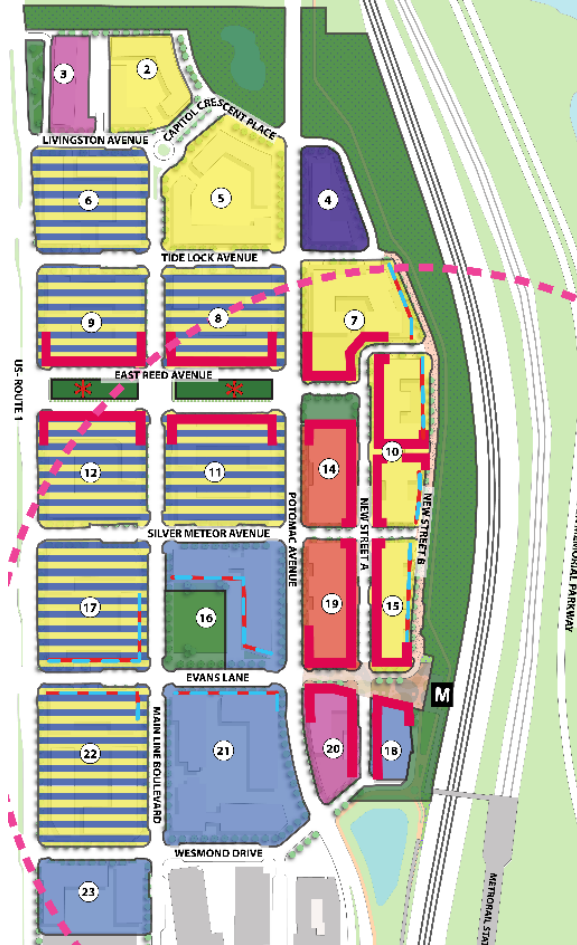 3
2
CAPITOL CRESCENT PLACE
LIVINGSTON AVENUE
6
5
4
TIDE LOCK AVENUE
9
8
7
US- ROUTE 1
EAST REED AVENUE
12
11
14
10
POTOMAC AVENUE
NEW STREET A
NEW STREET B
SILVER METEOR AVENUE
MEMORIAL PARKWAY
17
16
19
15
EVANS LANE
M
MAIN LINE BOULEVARD
22
21
20
18
WESMOND DRIVE
23
METRORAIL STA